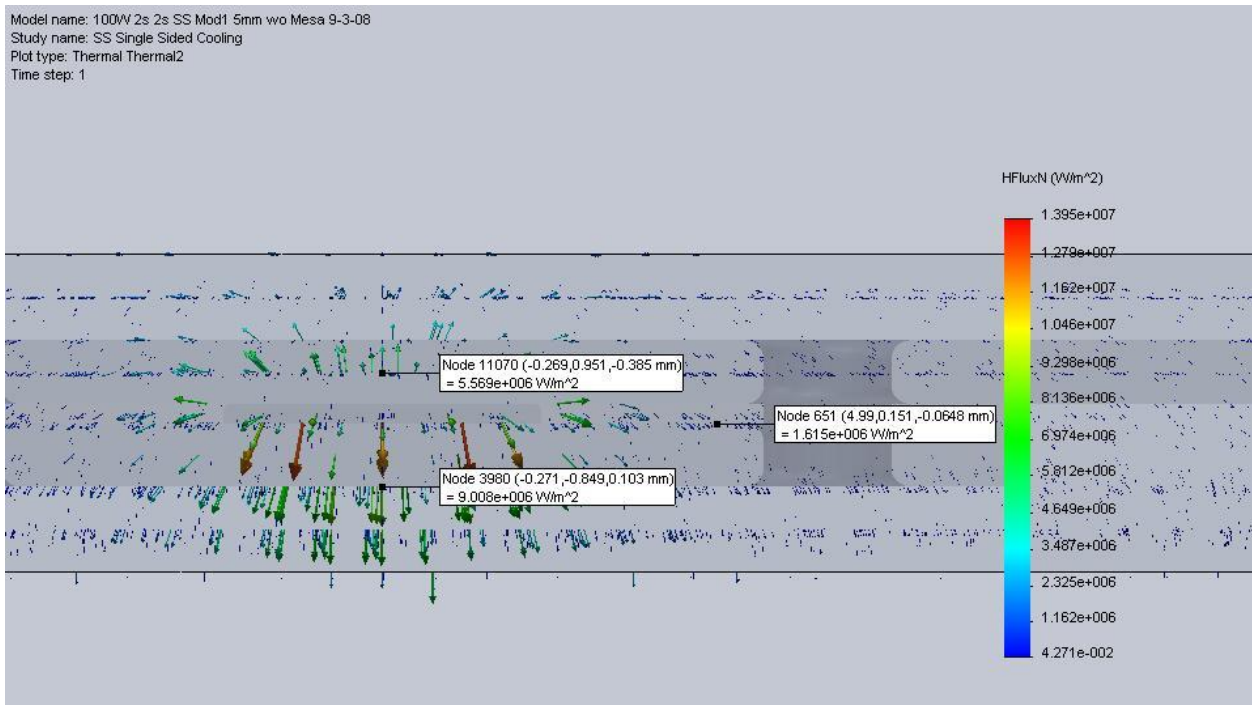 Model name: 100W 2s 2s SS Mod1 5mm wo Mesa 9-3-08
Study name: SS Single Sided Cooling
Plot type: Thermal Thermal2
Time step: 1
HFluxN (W/m^2)
1.395e+007
1.279e+007
1.162e+007
1.046e+007
9.298e+006
8.136e+006
6.974e+006
5.812e+006
4.649e+006
3.487e+006
2.325e+006
1.162e+006
4.271e-002
Node 11070 (-0.269,0.951,-0.385 mm)
= 5.569e+006 W/m^2
Node 651 (4.99,0.151,-0.0648 mm)
= 1.615e+006 W/m^2
Node 3980 (-0.271,-0.849,0.103 mm)
= 9.008e+006 W/m^2